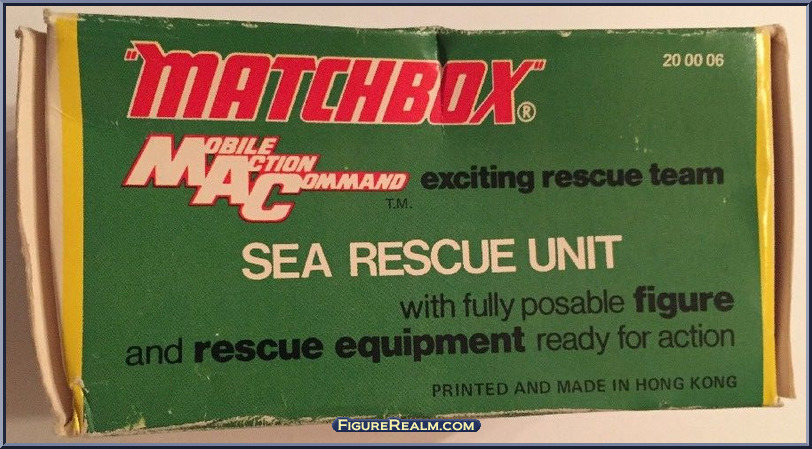 "MATCHBOX"®
20 00 06
MOBILE
ACTION
COMMAND T.M. exciting rescue team
SEA RESCUE UNIT
with fully posable figure
and rescue equipment ready for action
PRINTED AND MADE IN HONG KONG
FIGUREREALM.COM